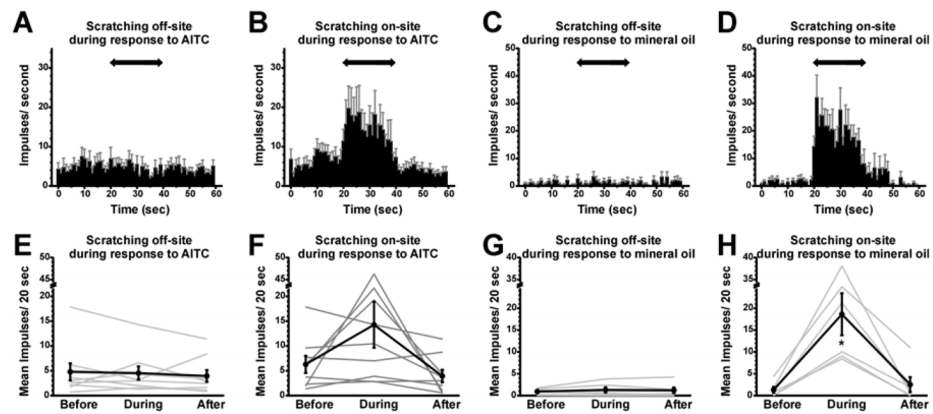 A
Scratching off-site
during response to AITC
Impulses/ second
30
20
10
0
0 10 20 30 40 50 60
Time (sec)
B
Scratching on-site
during response to AITC
Impulses/ second
30
20
10
0
0 10 20 30 40 50 60
Time (sec)
C
Scratching off-site
during response to mineral oil
Impulses/ second
50
40
30
20
10
0
0 10 20 30 40 50 60
Time (sec)
D
Scratching on-site
during response to mineral oil
Impulses/ second
50
40
30
20
10
0
0 10 20 30 40 50 60
Time (sec)
E
Scratching off-site
during response to AITC
Mean Impulses/ 20 sec
50
45
20
15
10
5
0
Before During After
F
Scratching on-site
during response to AITC
Mean Impulses/ 20 sec
50
45
20
15
10
5
0
Before During After
G
Scratching off-site
during response to mineral oil
Mean Impulses/ 20 sec
40
35
30
20
15
10
5
0
Before During After
H
Scratching on-site
during response to mineral oil
Mean Impulses/ 20 sec
40
35
30
20
15
10
5
0
*
Before During After